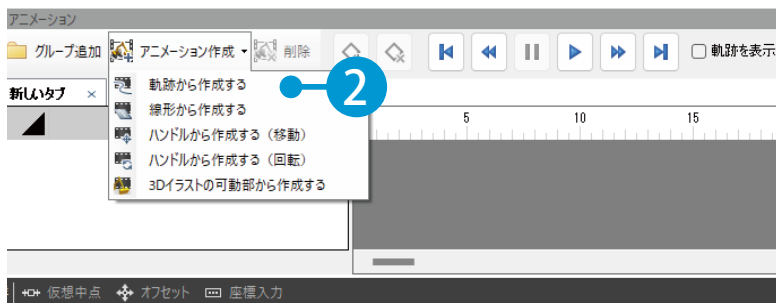 アニメーション
グループ追加 アニメーション作成 削除 軌跡を表示
新しいタブ ×
軌跡から作成する
2
線形から作成する
ハンドルから作成する（移動）
ハンドルから作成する（回転）
3Dイラストの可動部から作成する
5 10 15
仮想中点 オフセット 座標入力